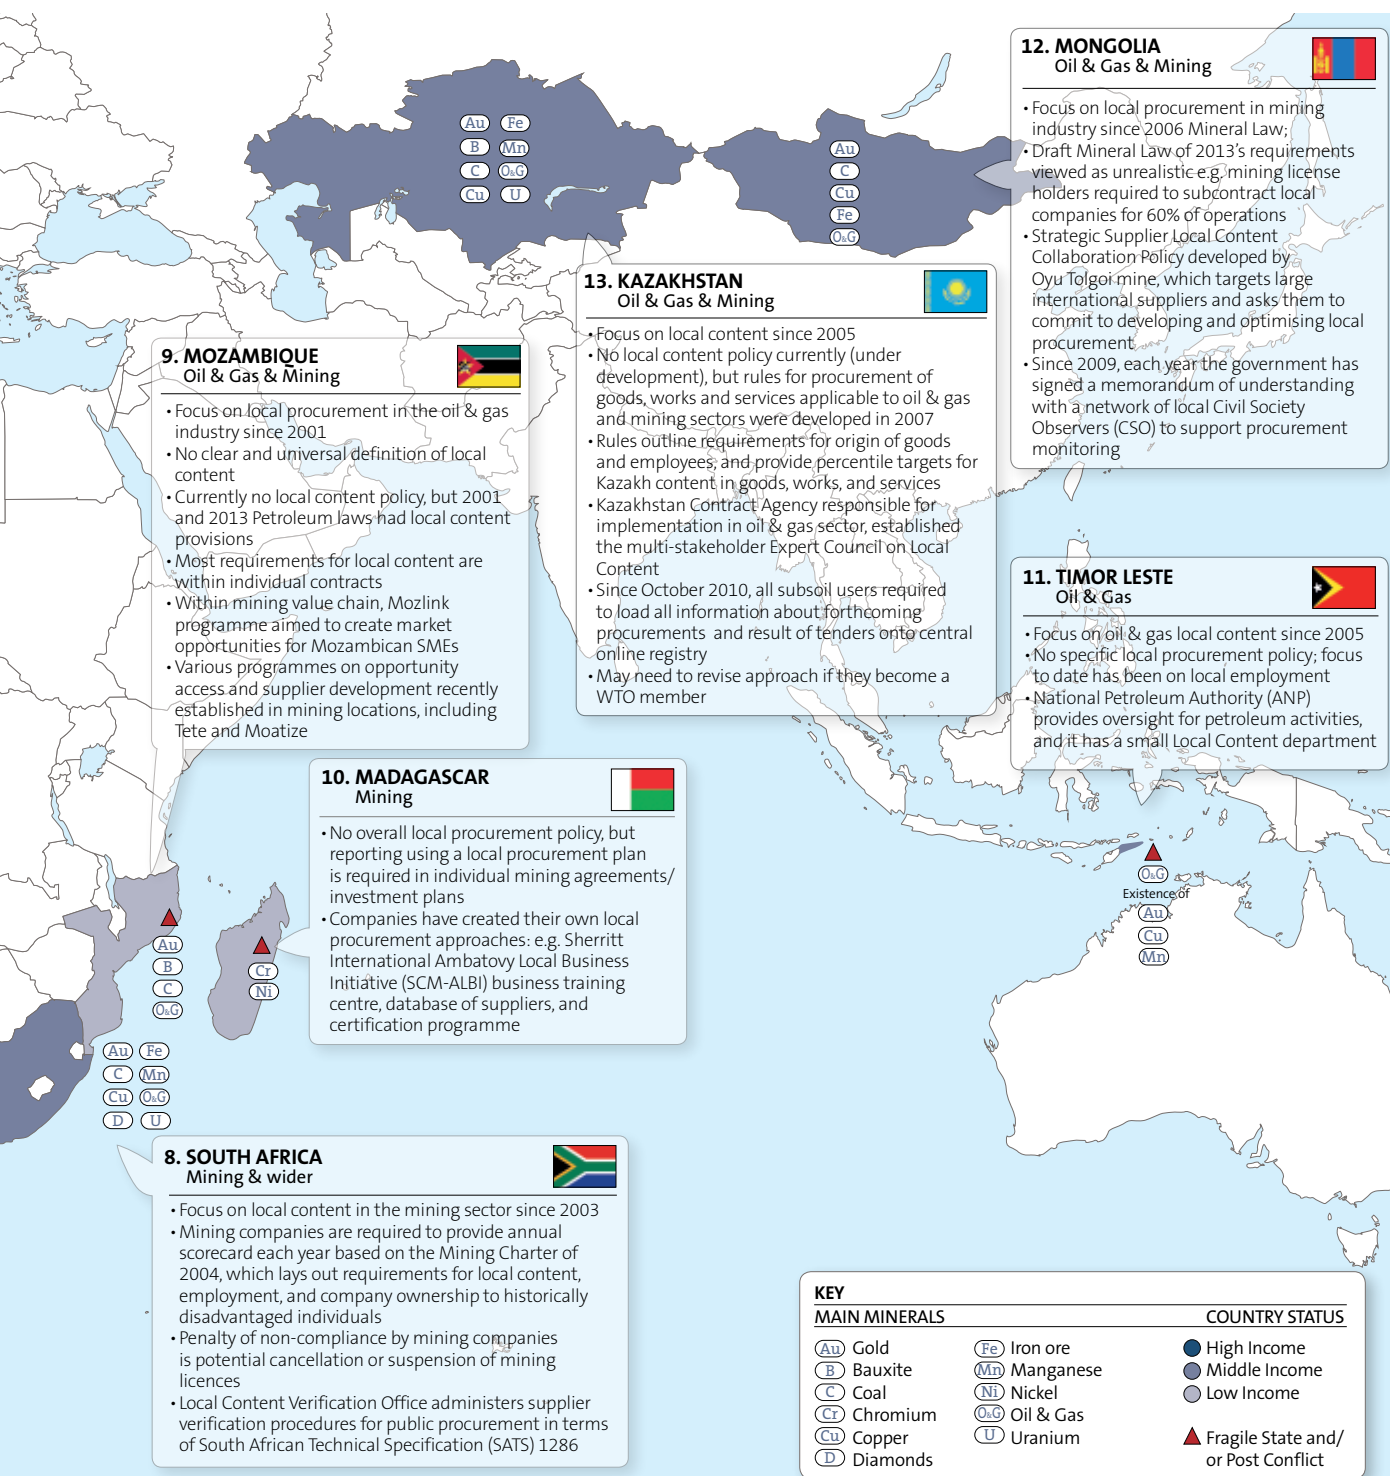 12. MONGOLIA
Oil & Gas & Mining
• Focus on local procurement in mining
industry since 2006 Mineral Law;
• Draft Mineral Law of 2013's requirements
viewed as unrealistic e.g. mining license
holders required to subcontract local
companies for 60% of operations
• Strategic Supplier Local Content
Collaboration Policy developed by
Oyu Tolgoi mine, which targets large
international suppliers and asks them to
commit to developing and optimising local
procurement
• Since 2009, each year the government has
signed a memorandum of understanding
with a network of local Civil Society
Observers (CSO) to support procurement
monitoring
Au Fe
B Mn
C O&G
Cu U
Au
C
Cu
Fe
O&G
13. KAZAKHSTAN
Oil & Gas & Mining
• Focus on local content since 2005
• No local content policy currently (under
development), but rules for procurement of
goods, works and services applicable to oil & gas
and mining sectors were developed in 2007
• Rules outline requirements for origin of goods
and employees, and provide percentile targets for
Kazakh content in goods, works, and services
• Kazakhstan Contract Agency responsible for
implementation in oil & gas sector, established
the multi-stakeholder Expert Council on Local
Content
• Since October 2010, all subsoil users required
to load all information about forthcoming
procurements and result of tenders onto central
online registry
• May need to revise approach if they become a
WTO member
9. MOZAMBIQUE
Oil & Gas & Mining
• Focus on local procurement in the oil & gas
industry since 2001
• No clear and universal definition of local
content
• Currently no local content policy, but 2001
and 2013 Petroleum laws had local content
provisions
• Most requirements for local content are
within individual contracts
• Within mining value chain, Mozlink
programme aimed to create market
opportunities for Mozambican SMEs
• Various programmes on opportunity
access and supplier development recently
established in mining locations, including
Tete and Moatize
11. TIMOR LESTE
Oil & Gas
• Focus on oil & gas local content since 2005
• No specific local procurement policy; focus
to date has been on local employment
• National Petroleum Authority (ANP)
provides oversight for petroleum activities,
and it has a small Local Content department
O&G
Existence of
Au
Cu
Mn
10. MADAGASCAR
Mining
• No overall local procurement policy, but
reporting using a local procurement plan
is required in individual mining agreements/
investment plans
• Companies have created their own local
procurement approaches: e.g. Sherritt
International Ambatovy Local Business
Initiative (SCM-ALBI) business training
centre, database of suppliers, and
certification programme
Au
B
C
O&G
Cr
Ni
Au Fe
C Mn
Cu O&G
D U
8. SOUTH AFRICA
Mining & wider
• Focus on local content in the mining sector since 2003
• Mining companies are required to provide annual
scorecard each year based on the Mining Charter of
2004, which lays out requirements for local content,
employment, and company ownership to historically
disadvantaged individuals
• Penalty of non-compliance by mining companies
is potential cancellation or suspension of mining
licences
• Local Content Verification Office administers supplier
verification procedures for public procurement in terms
of South African Technical Specification (SATS) 1286
KEY
MAIN MINERALS
Au Gold
B Bauxite
C Coal
Cr Chromium
Cu Copper
D Diamonds
Fe Iron ore
Mn Manganese
Ni Nickel
O&G Oil & Gas
U Uranium
COUNTRY STATUS
High Income
Middle Income
Low Income
Fragile State and/
or Post Conflict